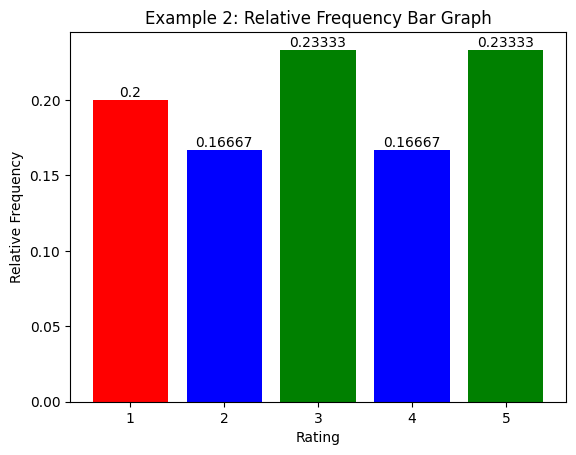 Example 2: Relative Frequency Bar Graph
0.23333 0.23333
0.2
0.20
0.16667 0.16667
0.15
0.10
0.05
0.00
Relative Frequency
1 2 3 4 5
Rating